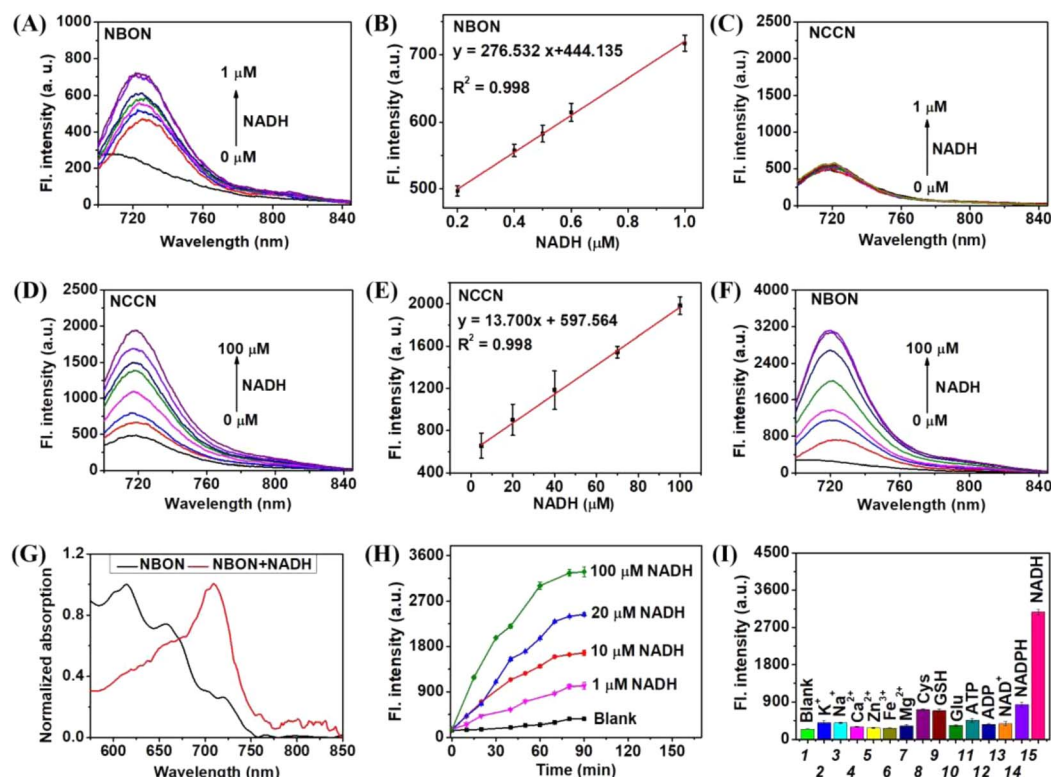 (A)
NBON
1 μM
NADH
0 μM
Fl. intensity (a. u.)
1000
800
600
400
200
0
720 760 800 840
Wavelength (nm)
(B)
NBON
y = 276.532 x+444.135
R² = 0.998
Fl. intensity (a.u.)
700
600
500
0.2 0.4 0.6 0.8 1.0
NADH (μM)
(C)
NCCN
1 μM
NADH
0 μM
Fl. intensity (a.u.)
2500
2000
1500
1000
500
0
720 760 800 840
Wavelength (nm)
(D)
NCCN
100 μM
NADH
0 μM
Fl. intensity (a.u.)
2500
2000
1500
1000
500
0
720 760 800 840
Wavelength (nm)
(E)
NCCN
y = 13.700x + 597.564
R² = 0.998
Fl. intensity (a. u.)
2000
1600
1200
800
400
0 20 40 60 80 100
NADH (μM)
(F)
NBON
100 μM
NADH
0 μM
Fl. intensity (a.u.)
4000
3200
2400
1600
800
0
720 760 800 840
Wavelength (nm)
(G)
NBON NBON+NADH
Normalized absorption
1.2
1.0
0.8
0.6
0.4
0.2
0.0
600 650 700 750 800 850
Wavelength (nm)
(H)
100 μM NADH
20 μM NADH
10 μM NADH
1 μM NADH
Blank
Fl. intensity (a.u.)
3600
2700
1800
900
0
0 30 60 90 120
Time (min)
(I)
Fl. intensity (a.u.)
4500
3600
2700
1800
900
0
Blank
K⁺
Na⁺
Ca²⁺
Zn²⁺
Fe³⁺
Mg²⁺
Cys
GSH
Glu
ATP
ADP
NAD⁺
NADPH
NADH
1 3 5 7 9 11 13 15
2 4 6 8 10 12 14